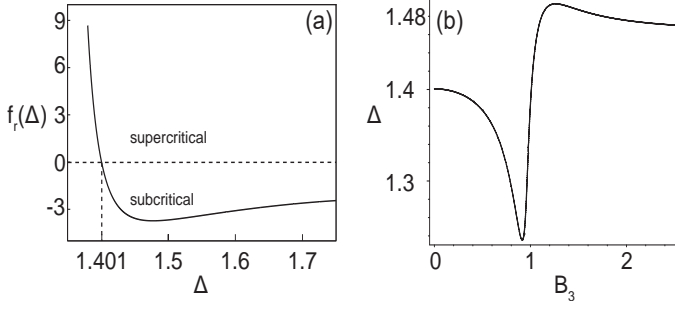 (a)
9
3
0
-3
f_r(Δ)
supercritical
subcritical
1.401
1.5
1.6
1.7
Δ
(b)
1.48
1.4
1.3
Δ
0
1
2
B_3